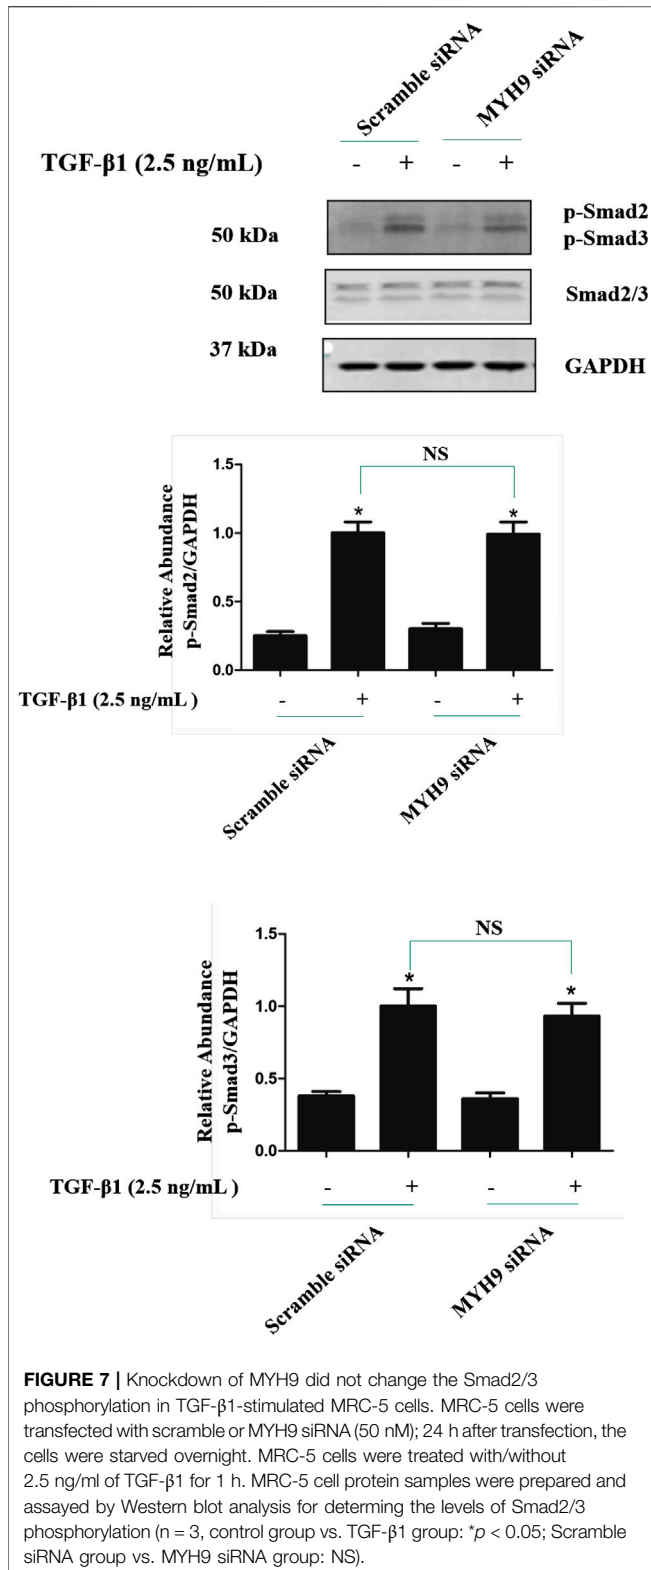 Scramble siRNA
MYH9 siRNA
TGF-β1 (2.5 ng/mL)
- + - +
p-Smad2
50 kDa
p-Smad3
50 kDa
Smad2/3
37 kDa
GAPDH
Relative Abundance
p-Smad2/GAPDH
1.5
1.0
0.5
0.0
NS
*
*
TGF-β1 (2.5 ng/mL )
- + - +
Scramble siRNA
MYH9 siRNA
Relative Abundance
p-Smad3/GAPDH
1.5
1.0
0.5
0.0
NS
*
*
TGF-β1 (2.5 ng/mL )
- + - +
Scramble siRNA
MYH9 siRNA
FIGURE 7 | Knockdown of MYH9 did not change the Smad2/3
phosphorylation in TGF-β1-stimulated MRC-5 cells. MRC-5 cells were
transfected with scramble or MYH9 siRNA (50 nM); 24 h after transfection, the
cells were starved overnight. MRC-5 cells were treated with/without
2.5 ng/ml of TGF-β1 for 1 h. MRC-5 cell protein samples were prepared and
assayed by Western blot analysis for determing the levels of Smad2/3
phosphorylation (n = 3, control group vs. TGF-β1 group: *p < 0.05; Scramble
siRNA group vs. MYH9 siRNA group: NS).